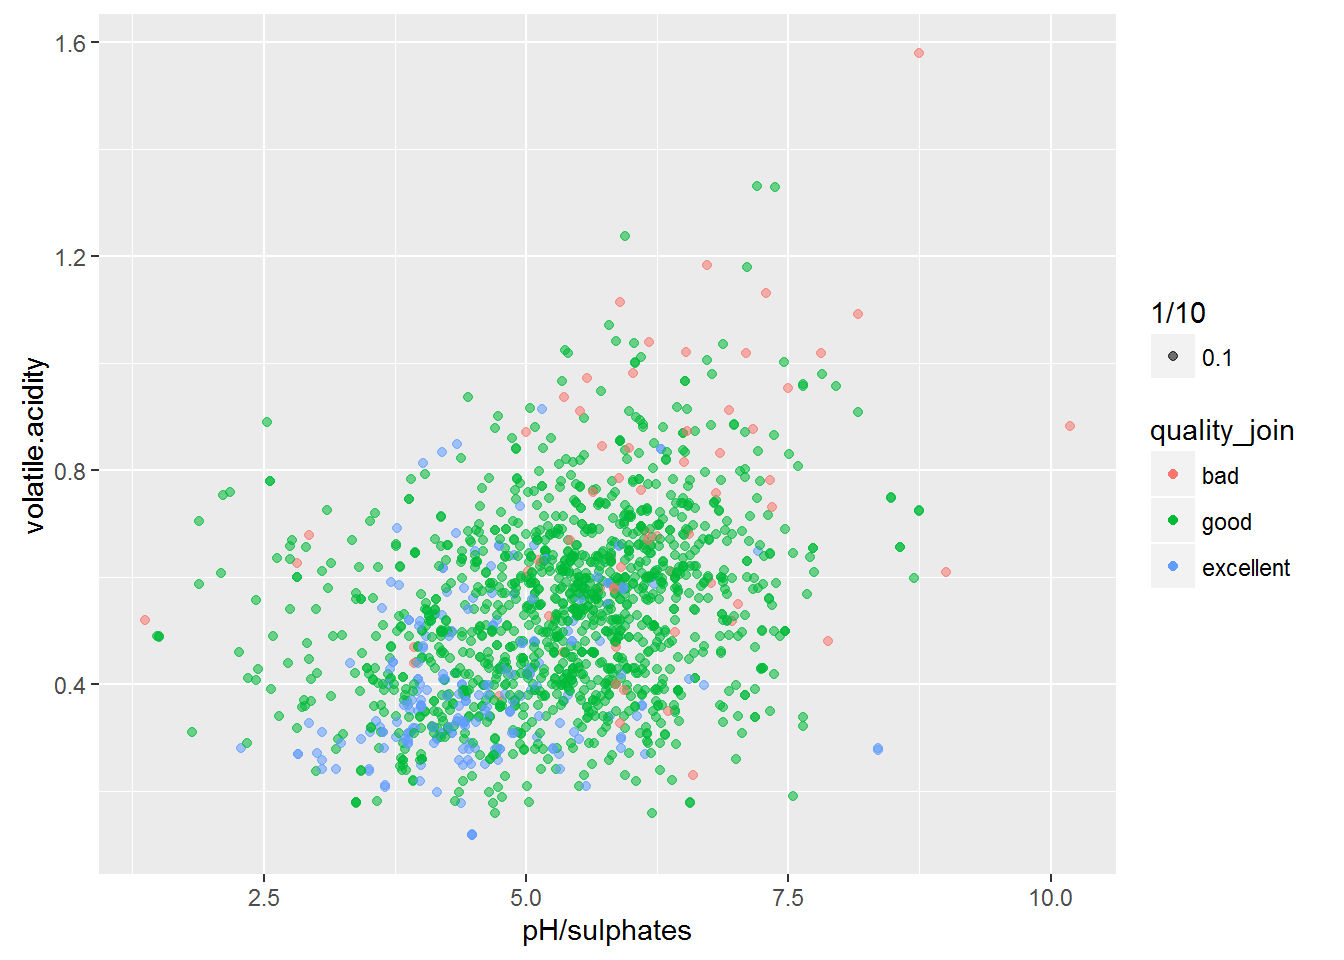 1.6
1.2
0.8
0.4
volatile.acidity
2.5 5.0 7.5 10.0
pH/sulphates
1/10
0.1
quality_join
bad
good
excellent